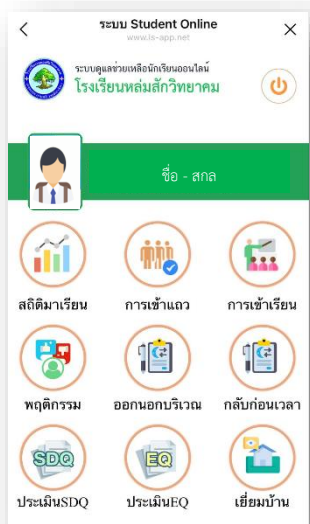 ระบบ Student Online
www.is-app.net
ระบบดูแลช่วยเหลือนักเรียนออนไลน์
โรงเรียนหล่มสักวิทยาคม
ชื่อ - สกล
สถิติมาเรียน การเข้าแถว การเข้าเรียน
พฤติกรรม ออกนอกบริเวณ กลับก่อนเวลา
SDQ EQ
ประเมินSDQ ประเมินEQ เยี่ยมบ้าน